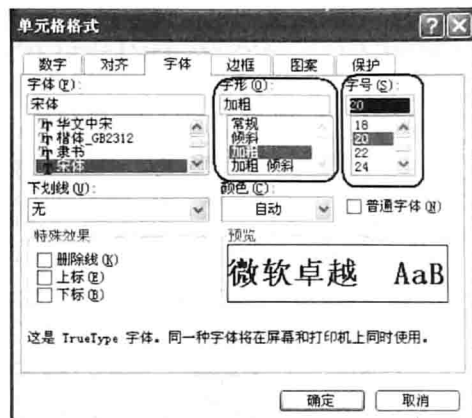 单元格格式
数字 对齐 字体 边框 图案 保护
字体(F): 字形(O): 字号(S):
宋体 加粗 20
华文中宋 常规 18
楷体_GB2312 倾斜 20
隶书 加粗 22
宋体 加粗 倾斜 24
下划线(U): 颜色(C):
无 自动 普通字体(N)
特殊效果 预览
删除线(K)
上标(E)
下标(B)
微软卓越 AaB
这是 TrueType 字体。同一种字体将在屏幕和打印机上同时使用。
确定 取消